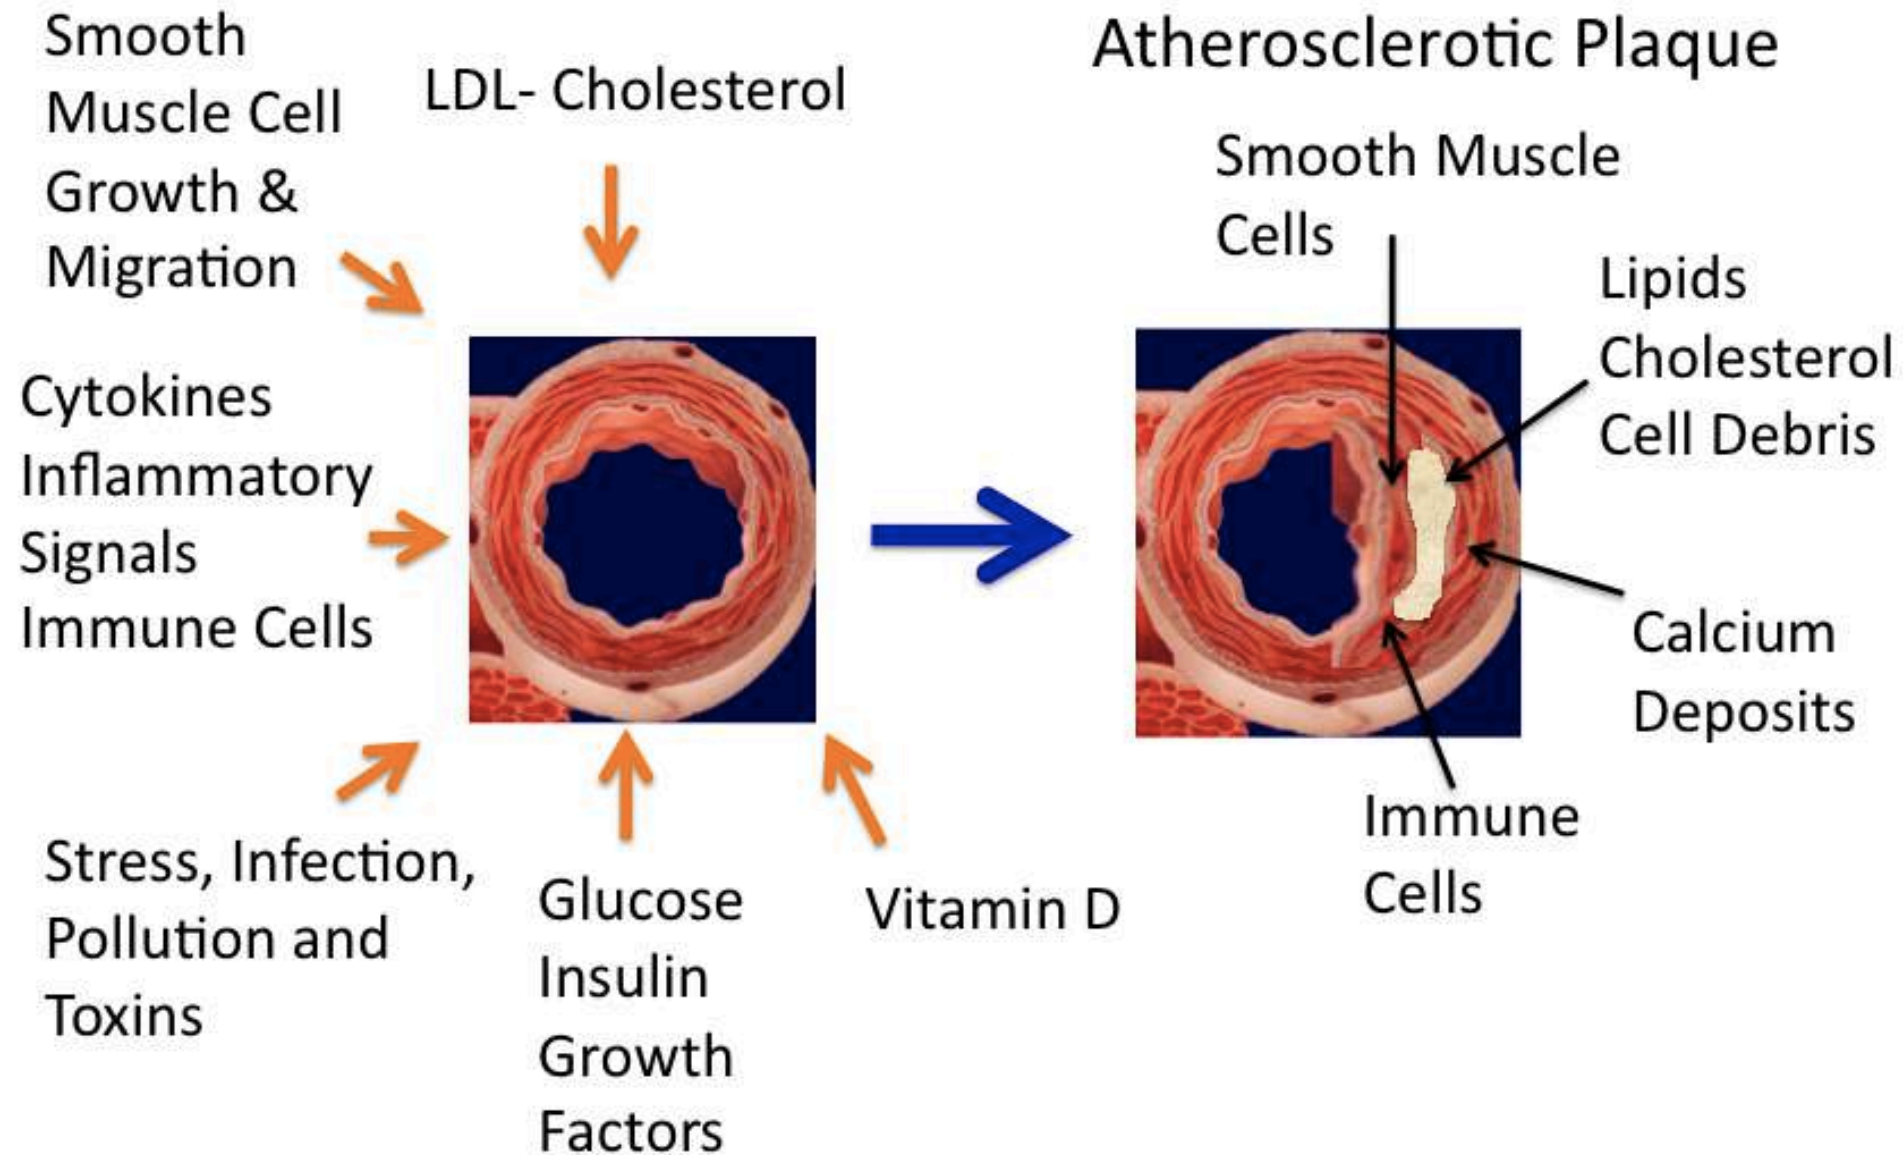 Smooth
Muscle Cell
Growth &
Migration
LDL- Cholesterol
Cytokines
Inflammatory
Signals
Immune Cells
Stress, Infection,
Pollution and
Toxins
Glucose
Insulin
Growth
Factors
Vitamin D
Atherosclerotic Plaque
Smooth Muscle
Cells
Lipids
Cholesterol
Cell Debris
Calcium
Deposits
Immune
Cells